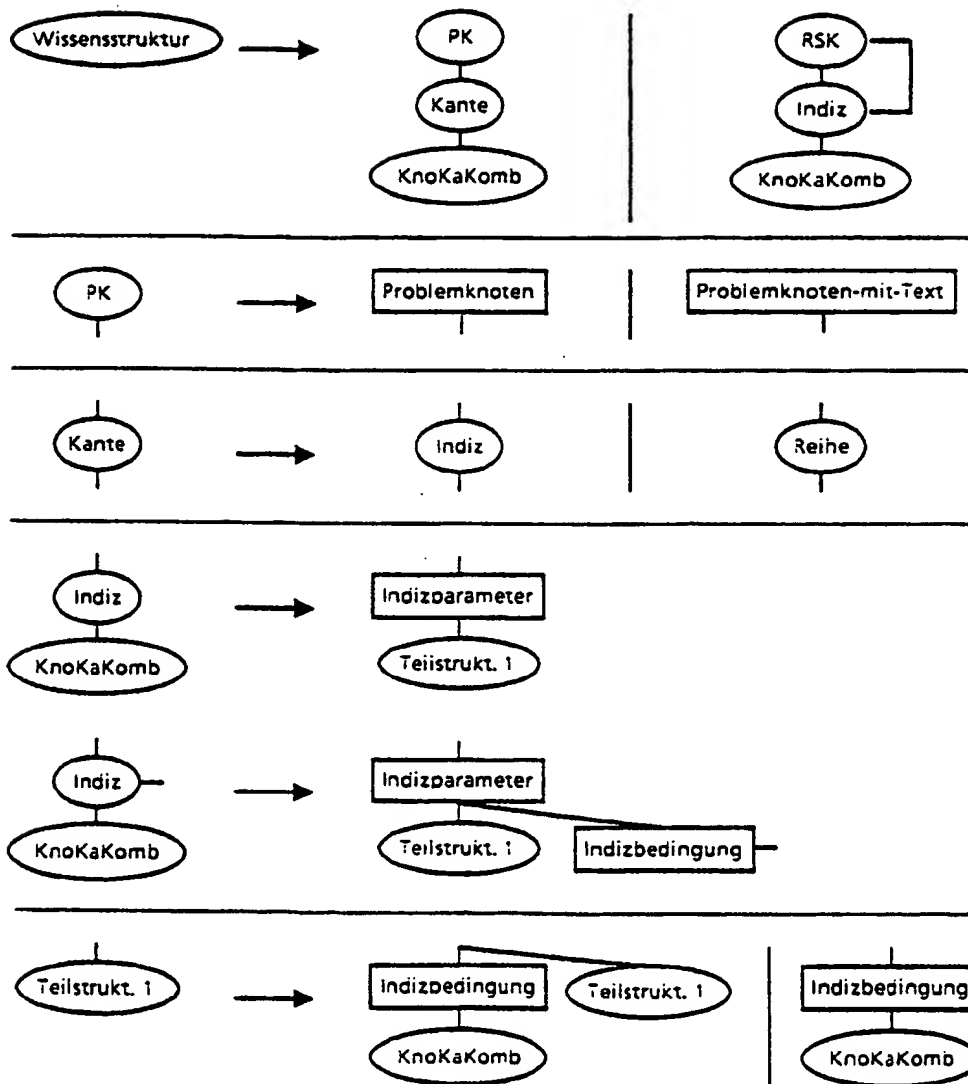 Wissensstruktur PK RSK
Kante Indiz
KnoKaKomb KnoKaKomb
PK Problemknoten Problemknoten-mit-Text
Kante Indiz Reihe
Indiz Indizparameter
KnoKaKomb Teilstrukt. 1
Indiz Indizparameter
KnoKaKomb Teilstrukt. 1 Indizbedingung
Teilstrukt. 1 Indizbedingung Teilstrukt. 1 Indizbedingung
KnoKaKomb KnoKaKomb